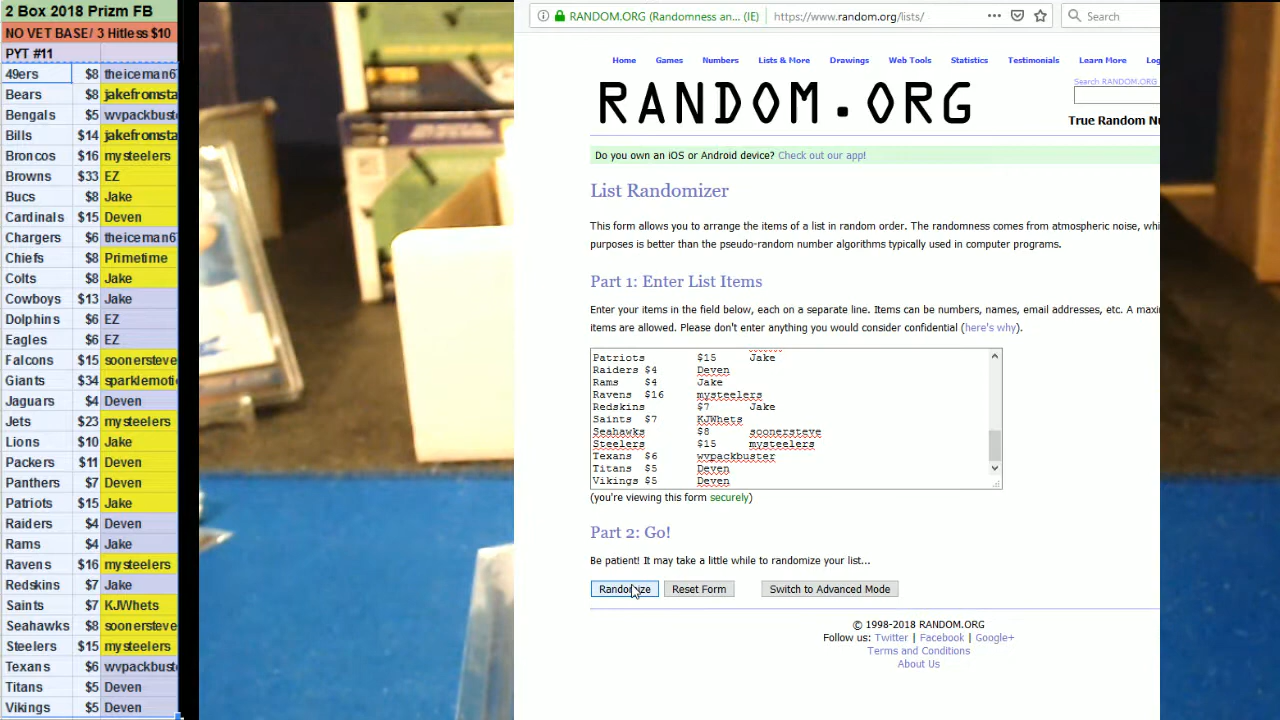 2 Box 2018 Prizm FB
NO VET BASE/ 3 Hitless $10
PYT #11
49ers $8 theiceman6
Bears $8 jakefromsta
Bengals $5 wvpackbust
Bills $14 jakefromsta
Broncos $16 mysteelers
Browns $33 EZ
Bucs $8 Jake
Cardinals $15 Deven
Chargers $6 theiceman6
Chiefs $8 Primetime
Colts $8 Jake
Cowboys $13 Jake
Dolphins $6 EZ
Eagles $6 EZ
Falcons $15 soonersteve
Giants $34 sparklemoti
Jaguars $4 Deven
Jets $23 mysteelers
Lions $10 Jake
Packers $11 Deven
Panthers $7 Deven
Patriots $15 Jake
Raiders $4 Deven
Rams $4 Jake
Ravens $16 mysteelers
Redskins $7 Jake
Saints $7 KJWhets
Seahawks $8 soonersteve
Steelers $15 mysteelers
Texans $6 wvpackbus
Titans $5 Deven
Vikings $5 Deven
RANDOM.ORG (Randomness an... (IE) https://www.random.org/lists/ Search
Home Games Numbers Lists & More Drawings Web Tools Statistics Testimonials Learn More Log
Search RANDOM.ORG
RANDOM.ORG
True Random Nu
Do you own an iOS or Android device? Check out our app!
List Randomizer
This form allows you to arrange the items of a list in random order. The randomness comes from atmospheric noise, whi
purposes is better than the pseudo-random number algorithms typically used in computer programs.
Part 1: Enter List Items
Enter your items in the field below, each on a separate line. Items can be numbers, names, email addresses, etc. A maxi
items are allowed. Please don't enter anything you would consider confidential (here's why).
Patriots $15 Jake
Raiders $4 Deven
Rams $4 Jake
Ravens $16 mysteelers
Redskins $7 Jake
Saints $7 KJWhets
Seahawks $8 soonersteve
Steelers $15 mysteelers
Texans $6 wvpackbuster
Titans $5 Deven
Vikings $5 Deven
(you're viewing this form securely)
Part 2: Go!
Be patient! It may take a little while to randomize your list...
Randomize Reset Form Switch to Advanced Mode
© 1998-2018 RANDOM.ORG
Follow us: Twitter | Facebook | Google+
Terms and Conditions
About Us